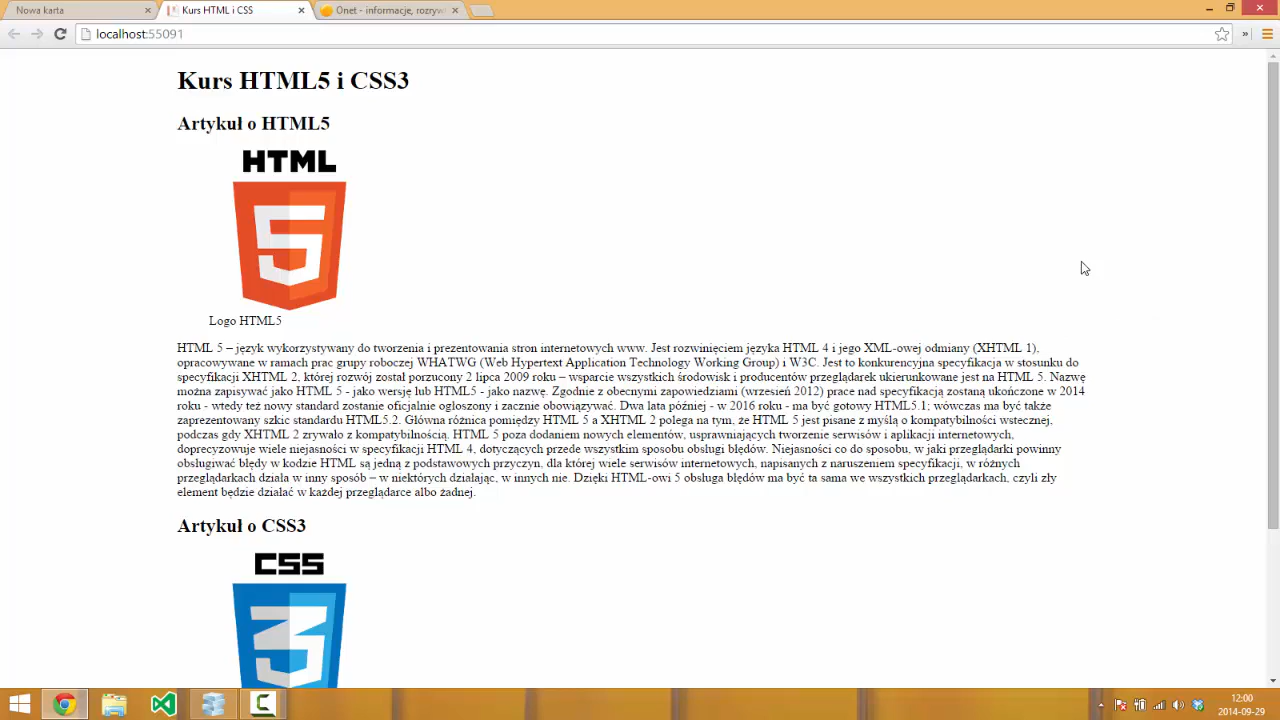 Nowa karta
Kurs HTML i CSS
Onet - informacje, rozryw
localhost:55091
Kurs HTML5 i CSS3
Artykuł o HTML5
HTML
5
Logo HTML5
HTML 5 – język wykorzystywany do tworzenia i prezentowania stron internetowych www. Jest rozwinięciem języka HTML 4 i jego XML-owej odmiany (XHTML 1),
opracowywane w ramach prac grupy roboczej WHATWG (Web Hypertext Application Technology Working Group) i W3C. Jest to konkurencyjna specyfikacja w stosunku do
specyfikacji XHTML 2, której rozwój został porzucony 2 lipca 2009 roku – wsparcie wszystkich środowisk i producentów przeglądarek ukierunkowane jest na HTML 5. Nazwę
można zapisywać jako HTML 5 - jako wersję lub HTML5 - jako nazwę. Zgodnie z obecnymi zapowiedziami (wrzesień 2012) prace nad specyfikacją zostaną ukończone w 2014
roku - wtedy też nowy standard zostanie oficjalnie ogłoszony i zacznie obowiązywać. Dwa lata później - w 2016 roku - ma być gotowy HTML5.1; wówczas ma być także
zaprezentowany szkic standardu HTML5.2. Główna różnica pomiędzy HTML 5 a XHTML 2 polega na tym, że HTML 5 jest pisane z myślą o kompatybilności wstecznej,
podczas gdy XHTML 2 zrywało z kompatybilnością. HTML 5 poza dodaniem nowych elementów, usprawniających tworzenie serwisów i aplikacji internetowych,
doprecyzowuje wiele niejasności w specyfikacji HTML 4, dotyczących przede wszystkim sposobu obsługi błędów. Niejasności co do sposobu, w jaki przeglądarki powinny
obsługiwać błędy w kodzie HTML są jedną z podstawowych przyczyn, dla której wiele serwisów internetowych, napisanych z naruszeniem specyfikacji, w różnych
przeglądarkach działa w inny sposób – w niektórych działając, w innych nie. Dzięki HTML-owi 5 obsługa błędów ma być ta sama we wszystkich przeglądarkach, czyli zły
element będzie działać w każdej przeglądarce albo żadnej.
Artykuł o CSS3
CSS
3
12:00
2014-09-29